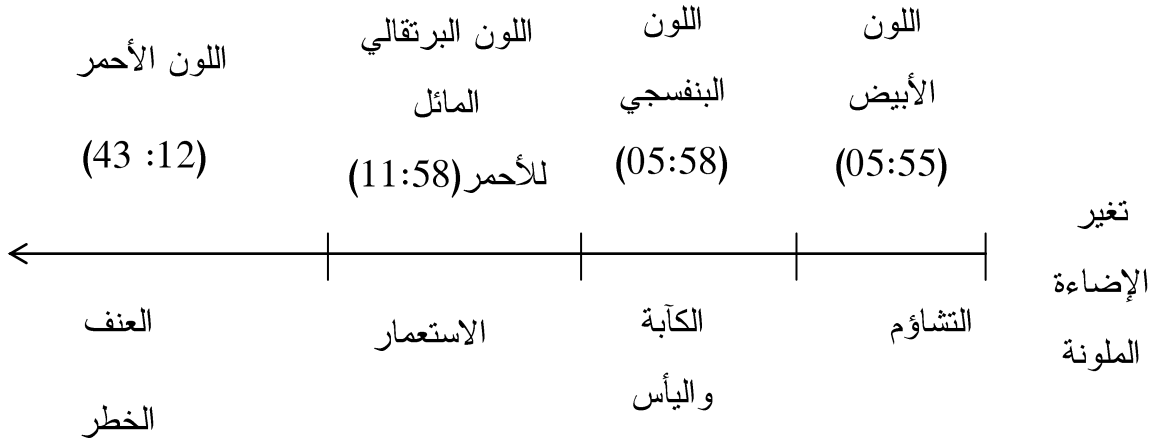 تغير
الإضاءة
الملونة
اللون
الأبيض
(05:55)
اللون
البنفسجي
(05:58)
اللون البرتقالي
المائل
للأحمر(11:58)
اللون الأحمر
(43 :12)
التشاؤم
الكآبة
واليأس
الاستعمار
العنف
الخطر